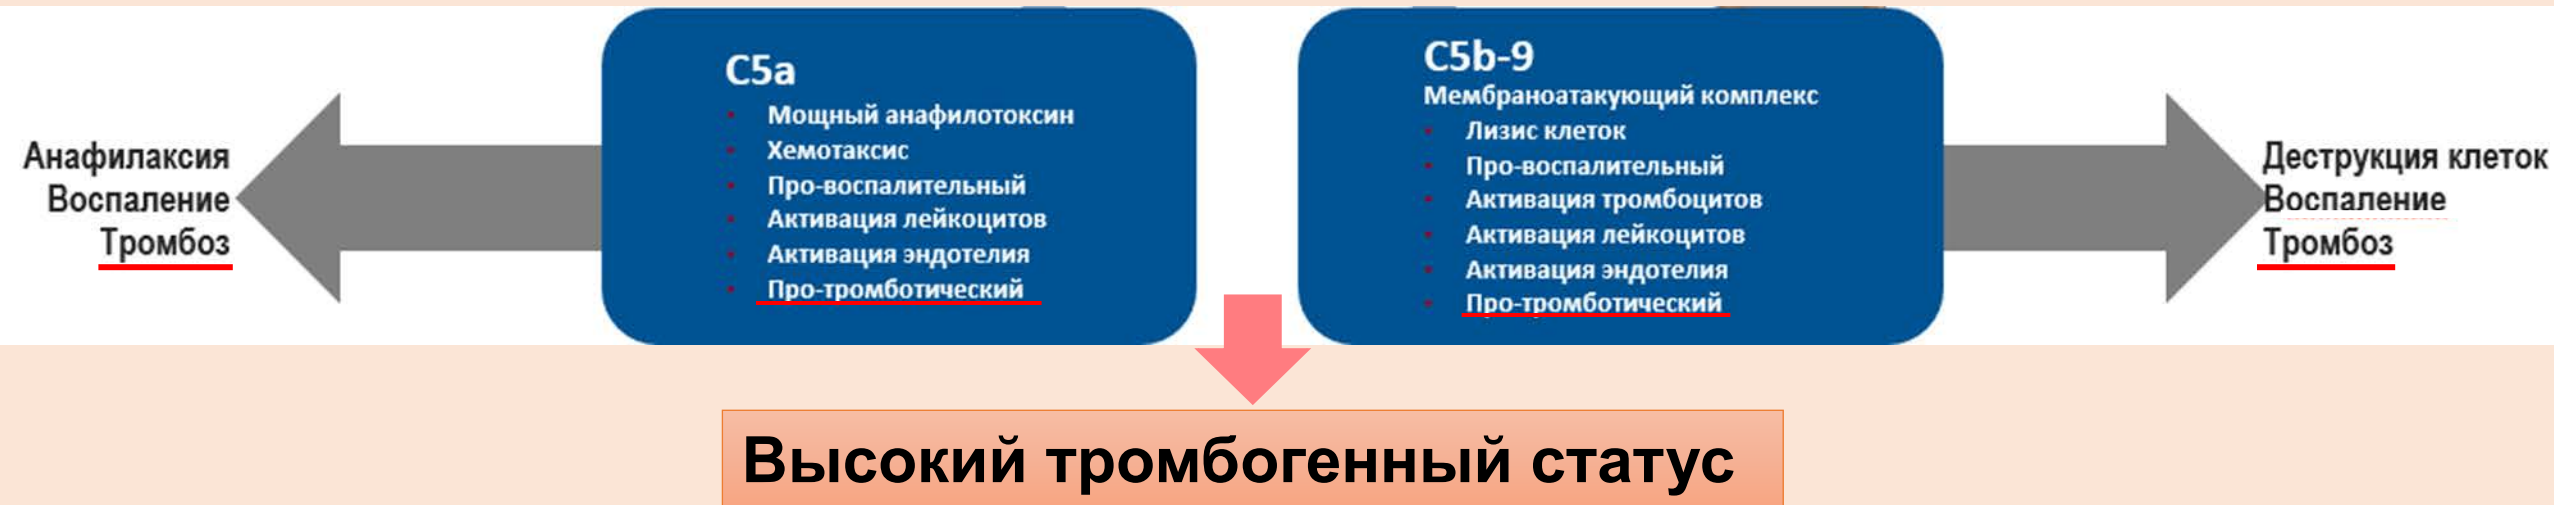 Анафилаксия
Воспаление
Тромбоз
C5a
Мощный анафилотоксин
Хемотаксис
Про-воспалительный
Активация лейкоцитов
Активация эндотелия
Про-тромботический
C5b-9
Мембраноатакующий комплекс
Лизис клеток
Про-воспалительный
Активация тромбоцитов
Активация лейкоцитов
Активация эндотелия
Про-тромботический
Деструкция клеток
Воспаление
Тромбоз
Высокий тромбогенный статус